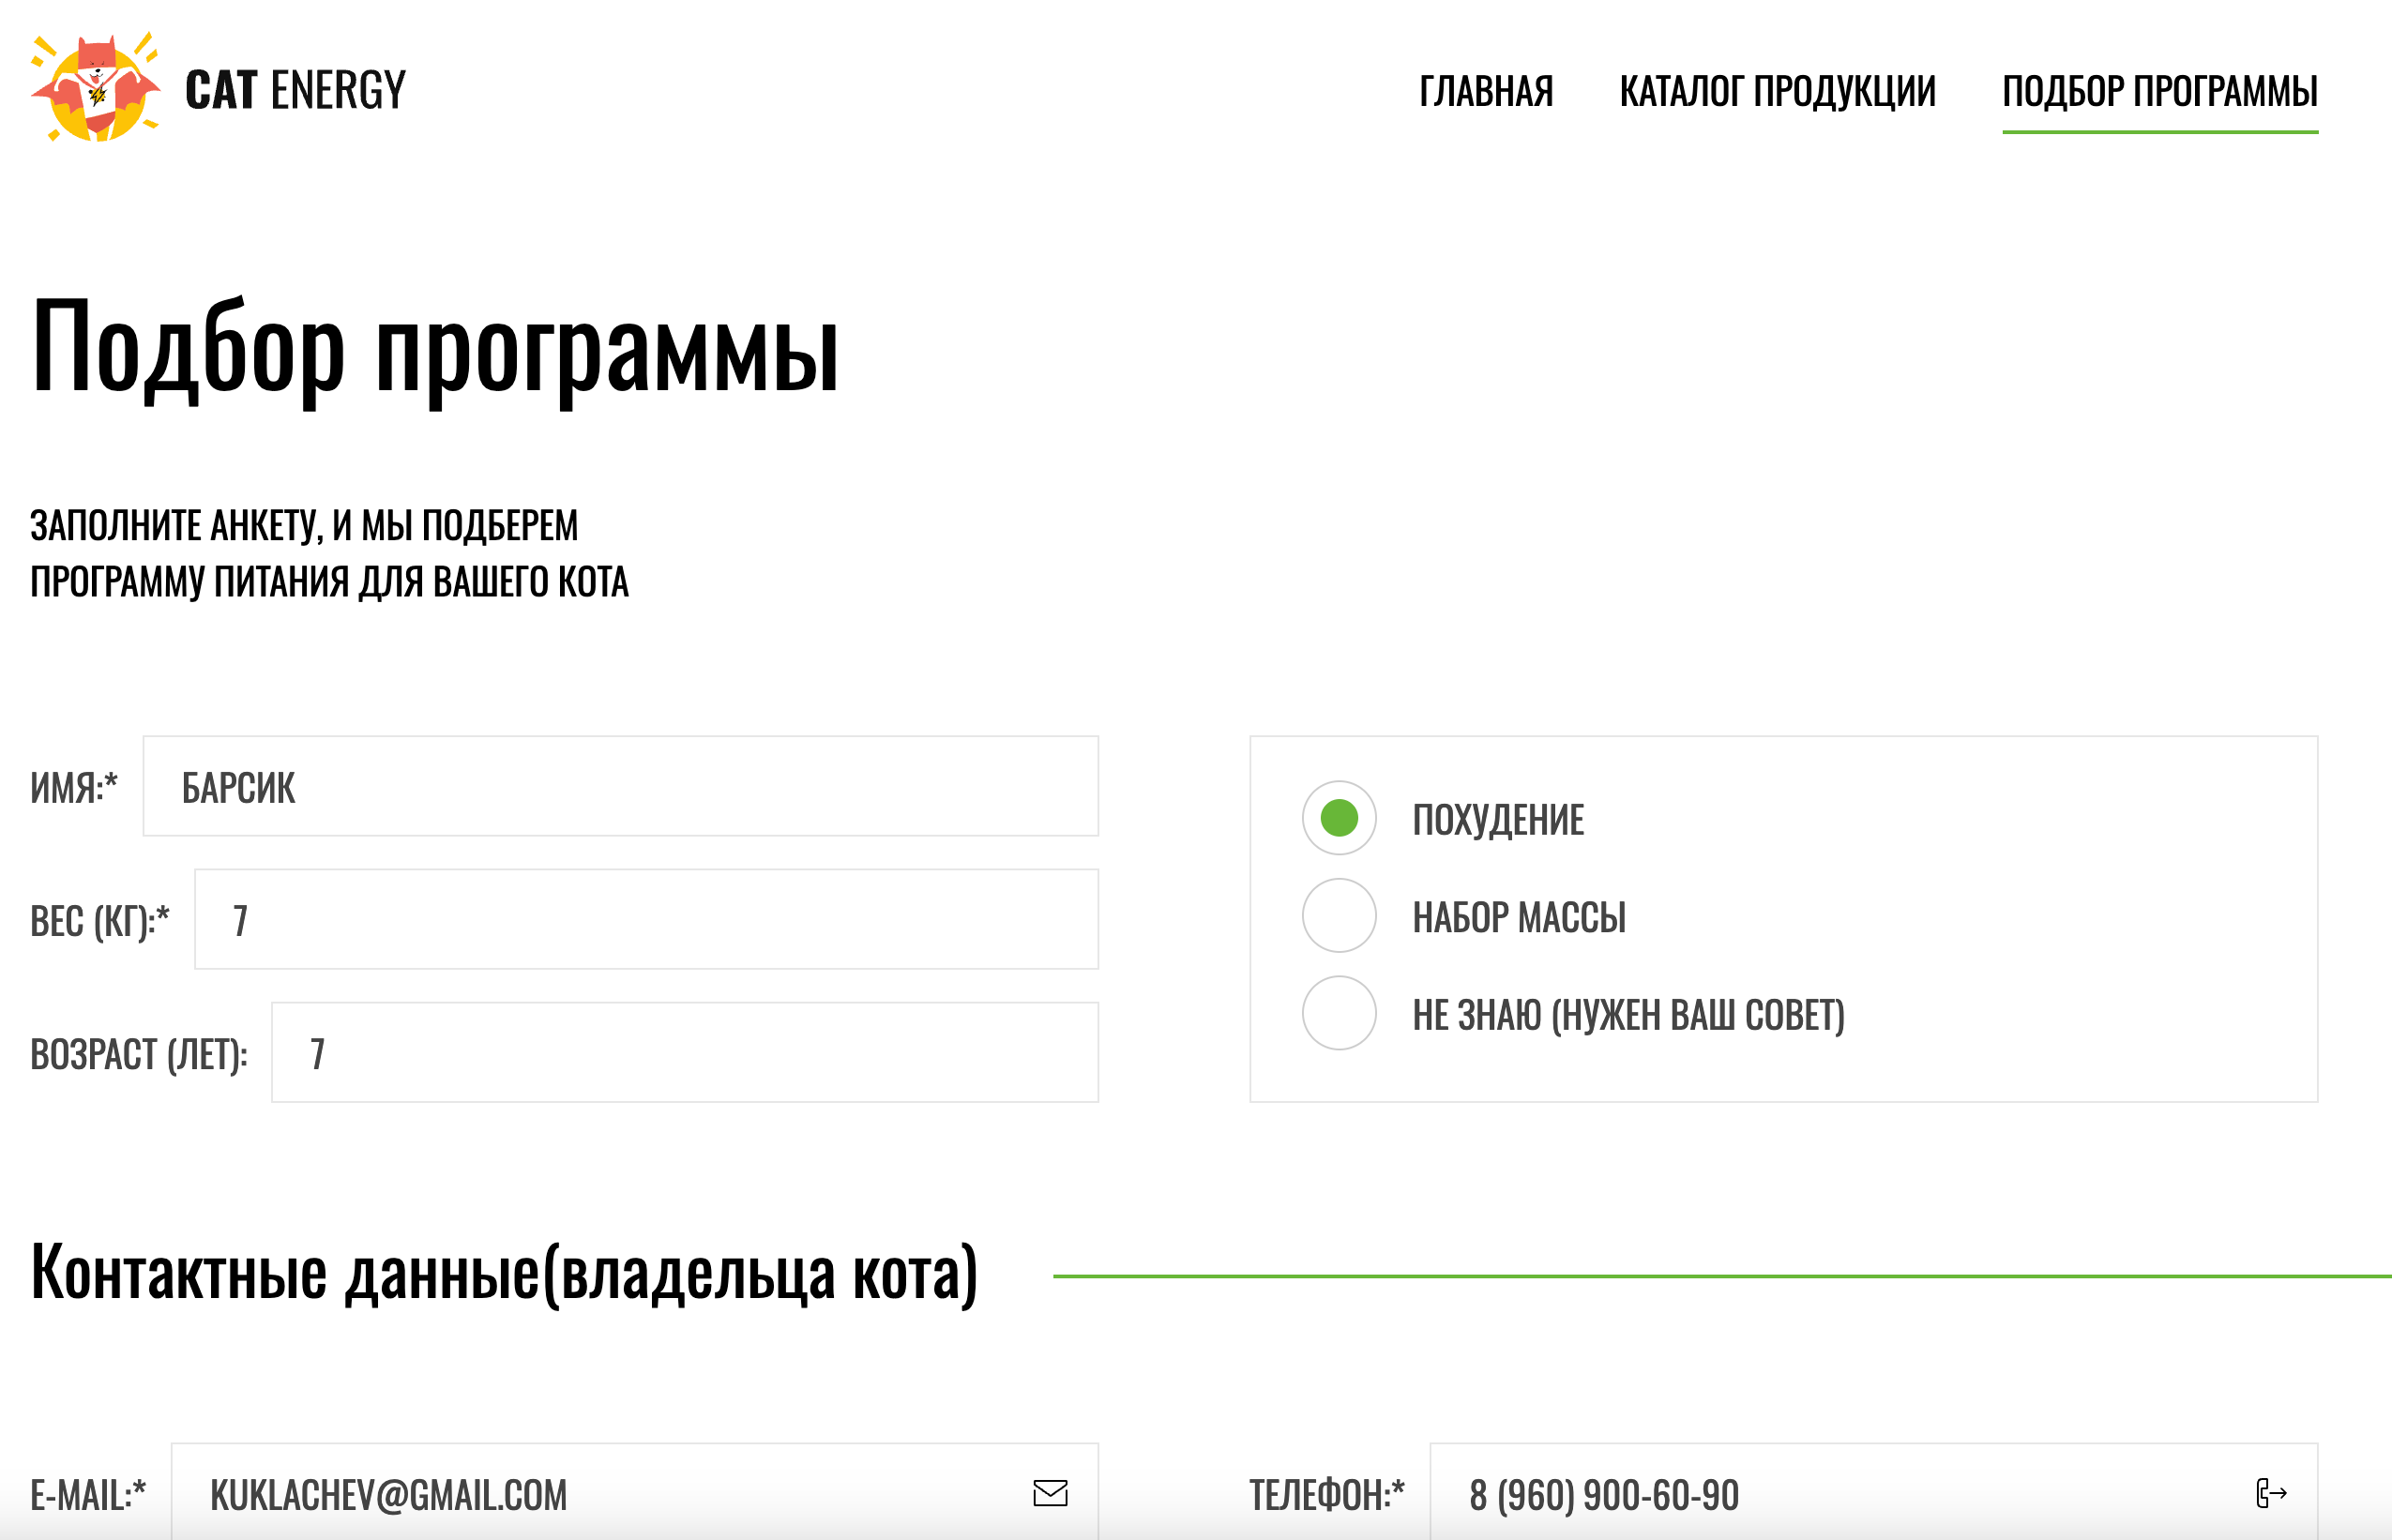 CAT ENERGY
ГЛАВНАЯ КАТАЛОГ ПРОДУКЦИИ ПОДБОР ПРОГРАММЫ
Подбор программы
ЗАПОЛНИТЕ АНКЕТУ, И МЫ ПОДБЕРЕМ
ПРОГРАММУ ПИТАНИЯ ДЛЯ ВАШЕГО КОТА
ИМЯ:* БАРСИК
ВЕС (КГ):* 7
ВОЗРАСТ (ЛЕТ): 7
ПОХУДЕНИЕ
НАБОР МАССЫ
НЕ ЗНАЮ (НУЖЕН ВАШ СОВЕТ)
Контактные данные(владельца кота)
E-MAIL:* KUKLACHEV@GMAIL.COM
ТЕЛЕФОН:* 8 (960) 900-60-90